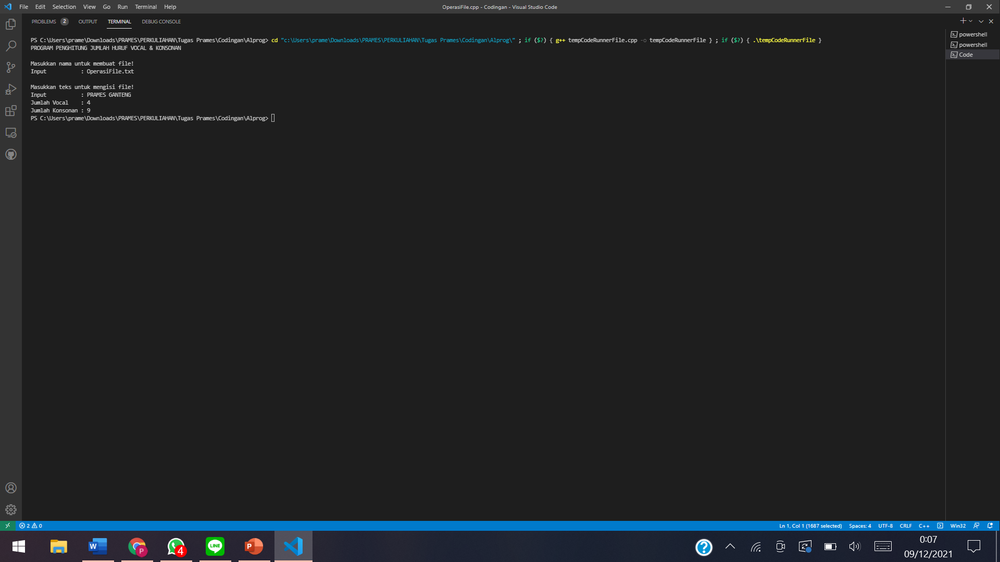 File Edit Selection View Go Run Terminal Help
OperasiFile.cpp - Codingan - Visual Studio Code
PROBLEMS 2 OUTPUT TERMINAL DEBUG CONSOLE
PS C:\Users\prame\Downloads\PRAMES\PERKULIAHAN\Tugas Prames\Codingan\Alprog> cd "c:\Users\prame\Downloads\PRAMES\PERKULIAHAN\Tugas Prames\Codingan\Alprog\" ; if ($?) { g++ tempCodeRunnerFile.cpp -o tempCodeRunnerFile } ; if ($?) { .\tempCodeRunnerFile }
PROGRAM PENGHITUNG JUMLAH HURUF VOCAL & KONSONAN
Masukkan nama untuk membuat file!
Input           : OperasiFile.txt
Masukkan teks untuk mengisi file!
Input           : PRAMES GANTENG
Jumlah Vocal    : 4
Jumlah Konsonan : 9
PS C:\Users\prame\Downloads\PRAMES\PERKULIAHAN\Tugas Prames\Codingan\Alprog>
powershell
powershell
Code
2 0
Ln 1, Col 1 (1687 selected) Spaces: 4 UTF-8 CRLF C++ Win32
W
P
4
LINE
P
?
0:07
09/12/2021